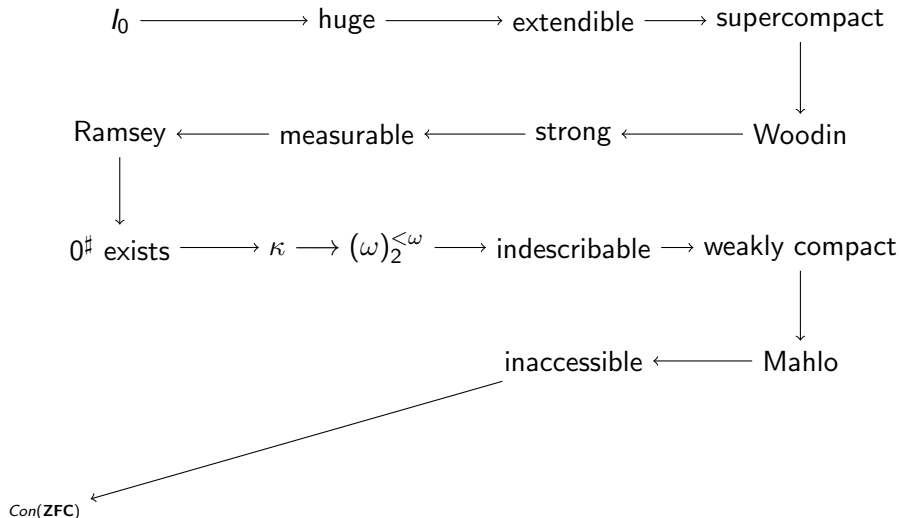 I₀ huge extendible supercompact
Ramsey measurable strong Woodin
0♯ exists κ ⟶ (ω)₂^{<ω} indescribable weakly compact
inaccessible Mahlo
Con(ZFC)